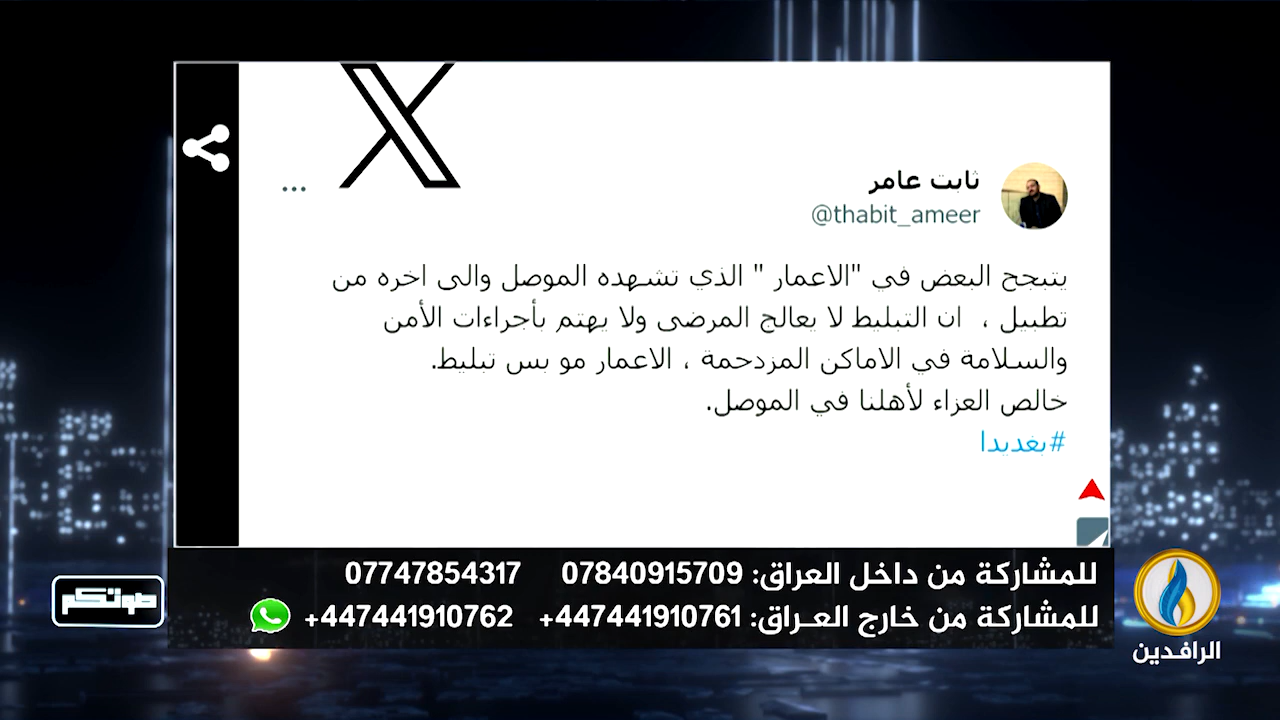 ثابت عامر
@thabit_ameer
...
يتبجح البعض في "الاعمار " الذي تشهده الموصل والى اخره من
تطبيل ، ان التبليط لا يعالج المرضى ولا يهتم بأجراءات الأمن
والسلامة في الاماكن المزدحمة ، الاعمار مو بس تبليط.
خالص العزاء لأهلنا في الموصل.
#بغديدا
للمشاركة من داخل العراق: 07840915709 07747854317
للمشاركة من خارج العـراق: 447441910761+ 447441910762+
صوتكم
الرافدين